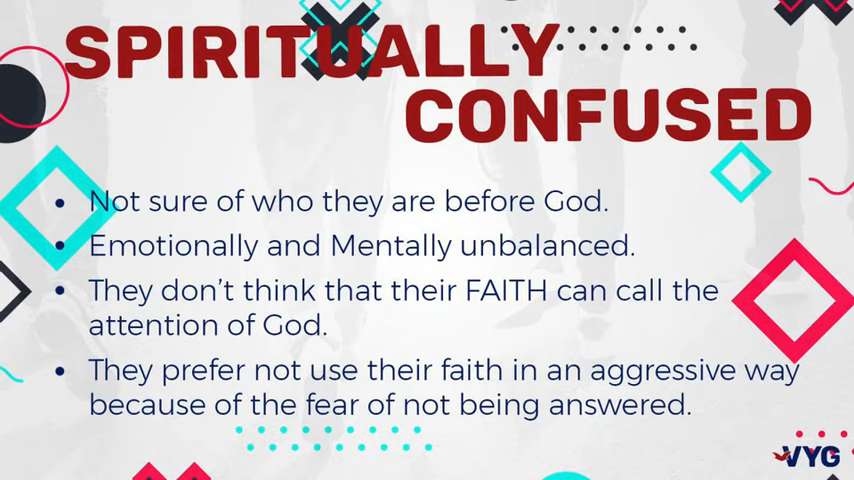 SPIRITUALLY
CONFUSED
• Not sure of who they are before God.
• Emotionally and Mentally unbalanced.
• They don’t think that their FAITH can call the
attention of God.
• They prefer not use their faith in an aggressive way
because of the fear of not being answered.
VYG